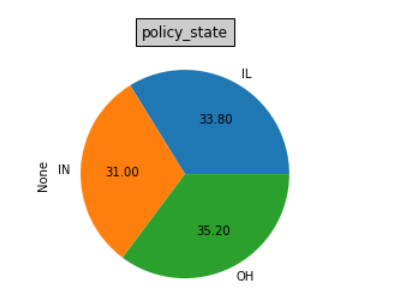 policy_state
IL
33.80
None
IN
31.00
35.20
OH